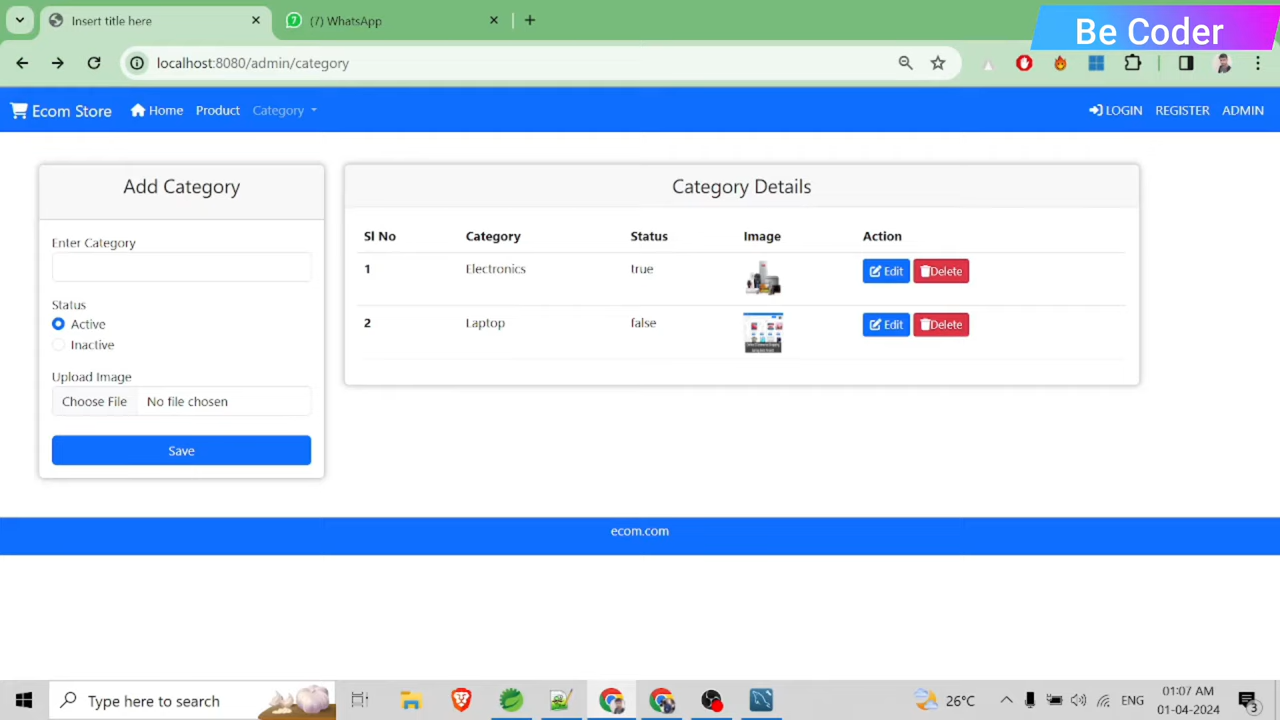 Insert title here
(7) WhatsApp
Be Coder
localhost:8080/admin/category
Ecom Store
Home
Product
Category
LOGIN
REGISTER
ADMIN
Add Category
Enter Category
Status
Active
Inactive
Upload Image
Choose File
No file chosen
Save
Category Details
Sl No Category Status Image Action
1 Electronics true Edit Delete
2 Laptop false Edit Delete
ecom.com
Type here to search
26°C
ENG
01:07 AM
01-04-2024
3